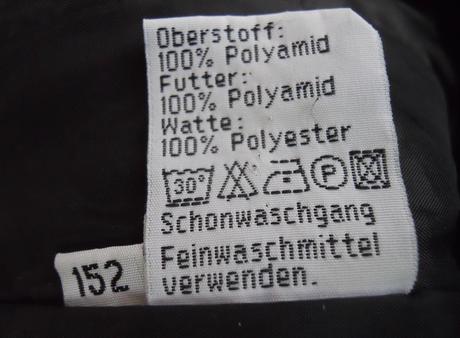 Oberstoff:
100% Polyamid
Futter:
100% Polyamid
Watte:
100% Polyester
30° P
Schonwaschgang
Feinwaschmittel
verwenden.
152